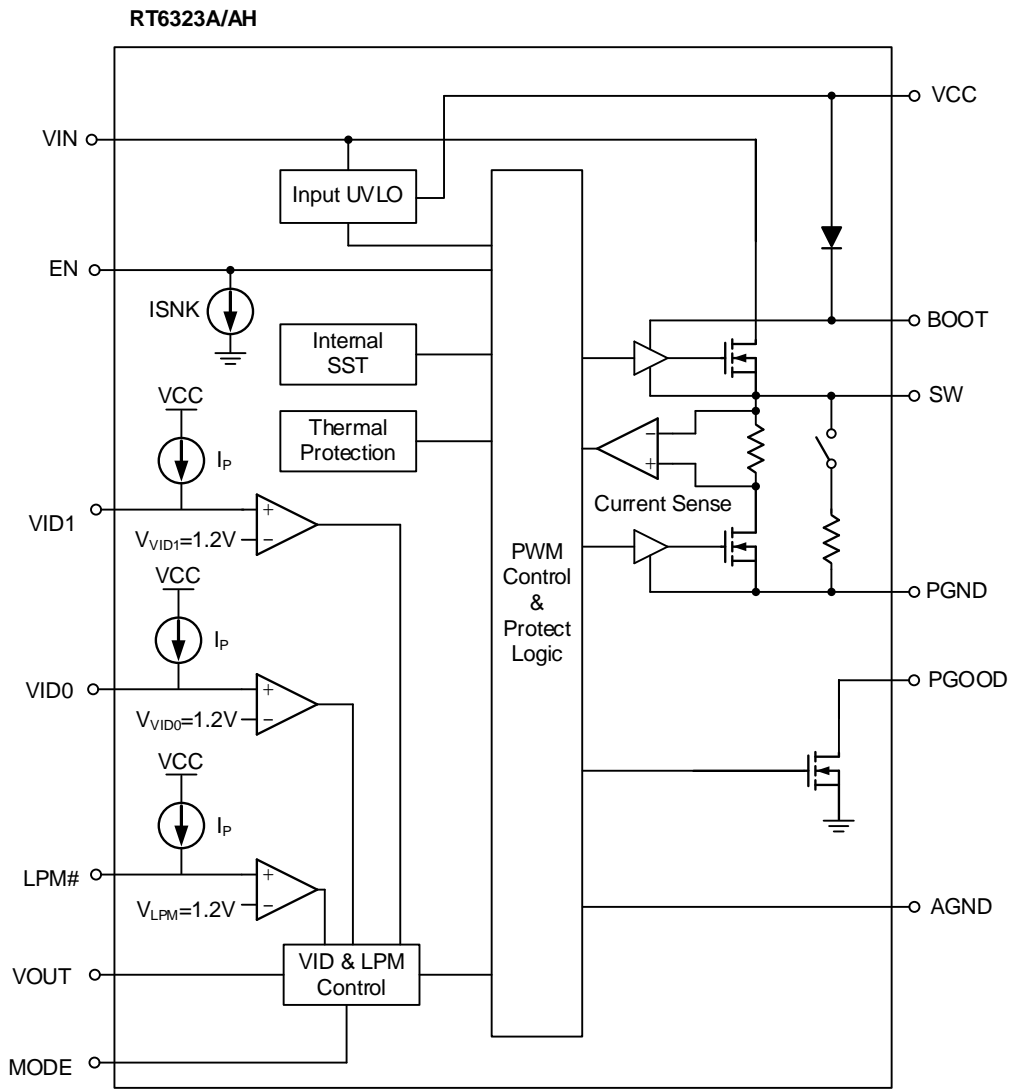 RT6323A/AH
VCC
VIN
Input UVLO
EN
ISNK
BOOT
Internal
SST
SW
VCC
Thermal
Protection
IP
Current Sense
VID1
VVID1=1.2V
+
−
−
+
VCC
PWM
Control
&
Protect
Logic
PGND
IP
PGOOD
VID0
VVID0=1.2V
+
−
VCC
IP
LPM#
VLPM=1.2V
+
−
AGND
VOUT
VID & LPM
Control
MODE